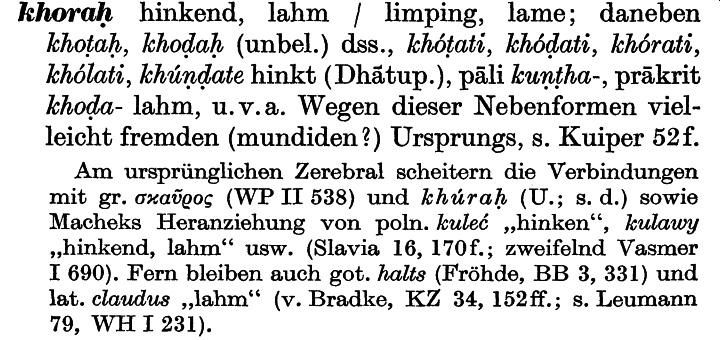 khoraḥ hinkend, lahm / limping, lame; daneben
khoṭaḥ, khoḍaḥ (unbel.) dss., khóṭati, khóḍati, khórati,
khólati, khúṇḍate hinkt (Dhātup.), pāli kuṇṭha-, prākrit
khoḍa- lahm, u. v. a. Wegen dieser Nebenformen viel-
leicht fremden (mundiden?) Ursprungs, s. Kuiper 52f.
Am ursprünglichen Zerebral scheitern die Verbindungen
mit gr. σκαῦρος (WP II 538) und khúraḥ (U.; s. d.) sowie
Macheks Heranziehung von poln. kuleć „hinken“, kulawy
„hinkend, lahm“ usw. (Slavia 16, 170f.; zweifelnd Vasmer
I 690). Fern bleiben auch got. halts (Fröhde, BB 3, 331) und
lat. claudus „lahm“ (v. Bradke, KZ 34, 152ff.; s. Leumann
79, WH I 231).